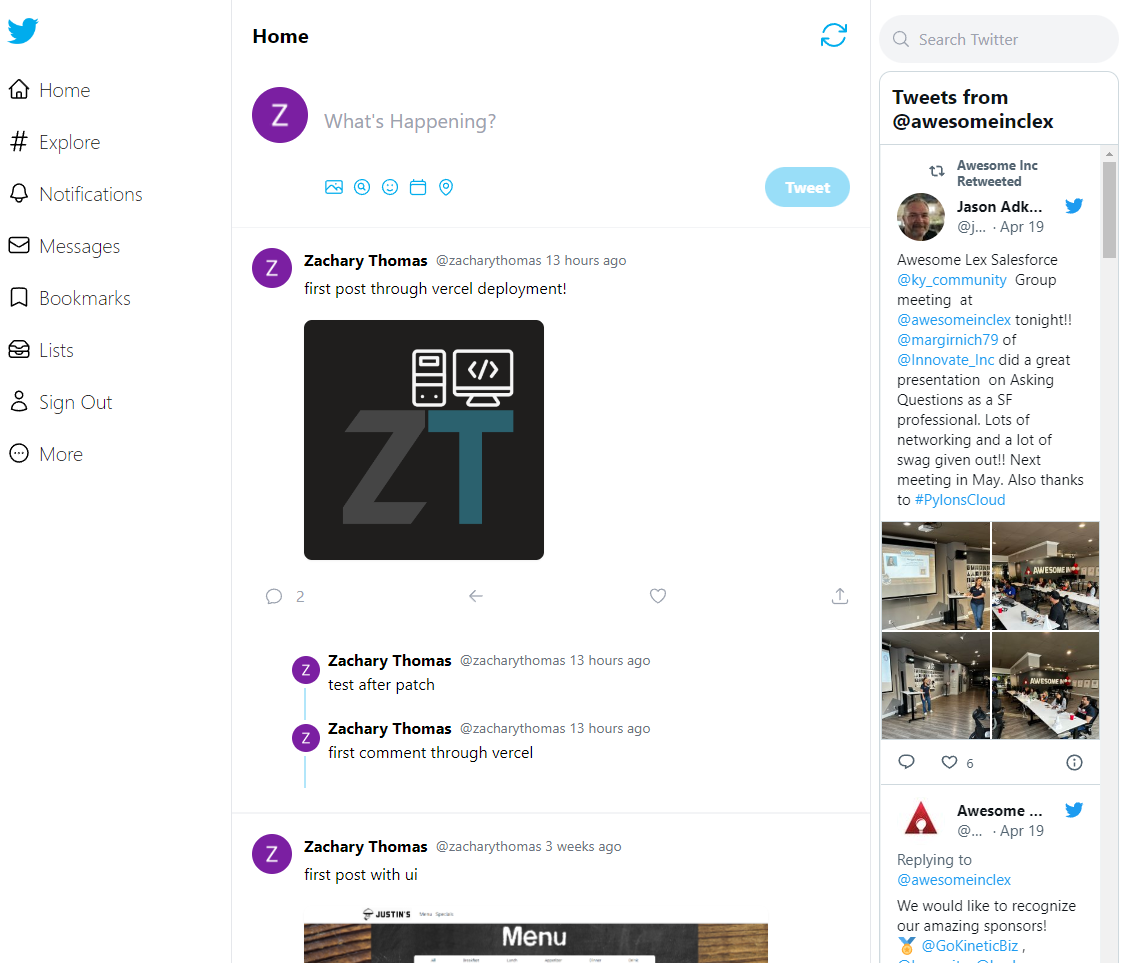 Home
Explore
Notifications
Messages
Bookmarks
Lists
Sign Out
More
Home
Z
What's Happening?
Tweet
Z
Zachary Thomas @zacharythomas 13 hours ago
first post through vercel deployment!
</>
ZT
2
Z
Zachary Thomas @zacharythomas 13 hours ago
test after patch
Z
Zachary Thomas @zacharythomas 13 hours ago
first comment through vercel
Z
Zachary Thomas @zacharythomas 3 weeks ago
first post with ui
JUSTIN'S Menu Specials
Menu
Search Twitter
Tweets from
@awesomeinclex
Awesome Inc
Retweeted
Jason Adk...
@j... · Apr 19
Awesome Lex Salesforce
@ky_community Group
meeting at
@awesomeinclex tonight!!
@margirnich79 of
@Innovate_Inc did a great
presentation on Asking
Questions as a SF
professional. Lots of
networking and a lot of
swag given out!! Next
meeting in May. Also thanks
to #PylonsCloud
AWESOME IN
AWESOME IN
6
Awesome ...
@... · Apr 19
Replying to
@awesomeinclex
We would like to recognize
our amazing sponsors!
🏅 @GoKineticBiz ,